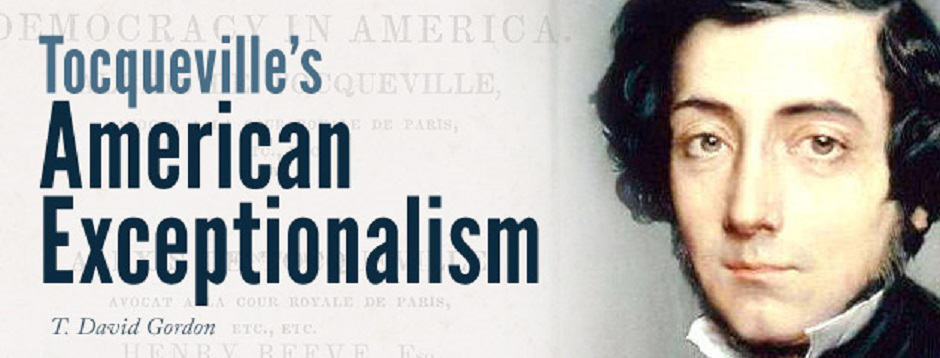 DEMOCRACY IN AMERICA.
Tocqueville's
TOCQUEVILLE,
American
DE PARIS,
ETC.,
Exceptionalism
AVOCAT A LA COUR ROYALE DE PARIS,
T. David Gordon
ETC., ETC.
HENRY REEVE, Esq.